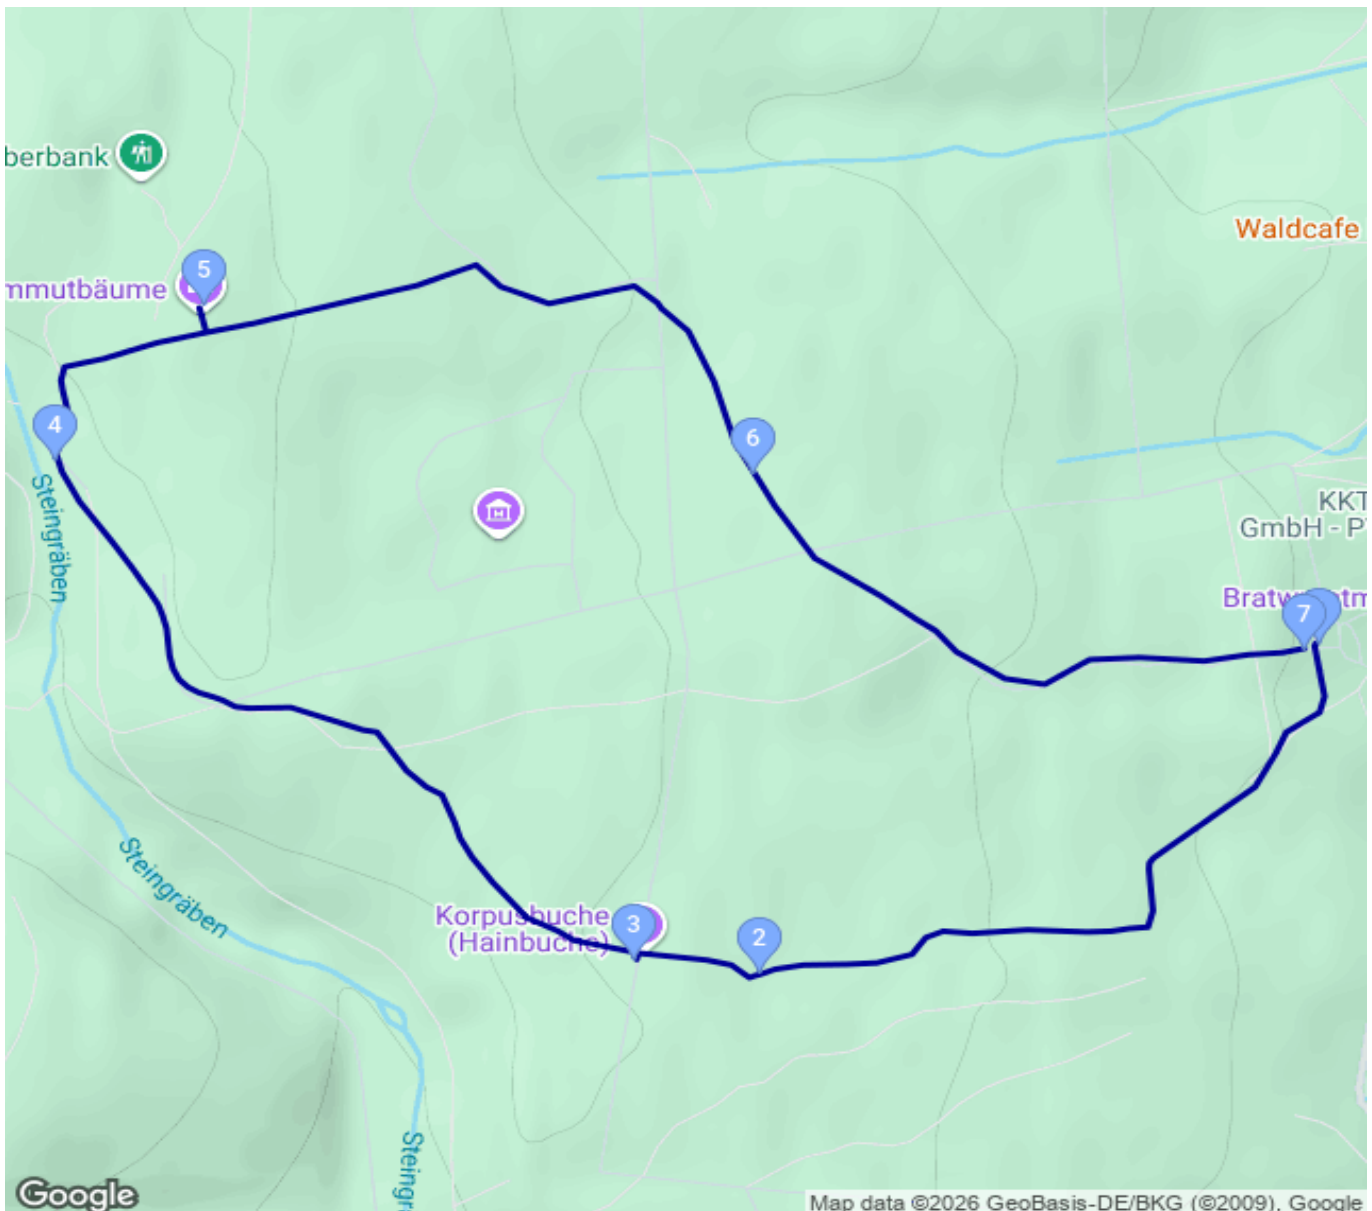 berbank
Waldcafe
5
mmutbäume
4
6
Steingräben
KKT
GmbH - P
7
Steingräben
Korpusbuche
(Hainbuche)
3
2
Steingr
Google
Map data ©2026 GeoBasis-DE/BKG (©2009), Google